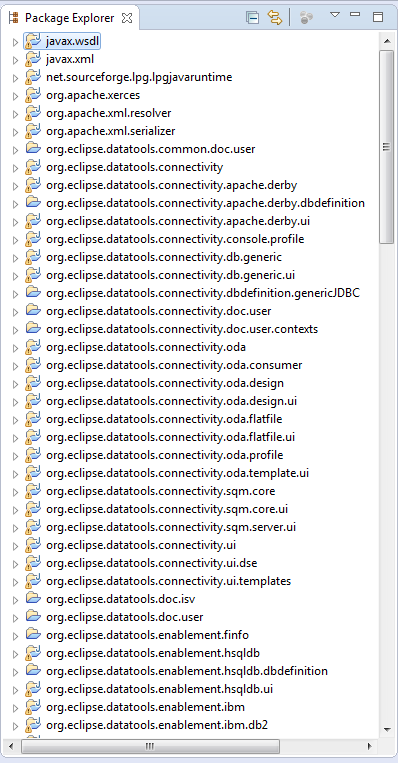 Package Explorer
javax.wsdl
javax.xml
net.sourceforge.lpg.lpgjavaruntime
org.apache.xerces
org.apache.xml.resolver
org.apache.xml.serializer
org.eclipse.datatools.common.doc.user
org.eclipse.datatools.connectivity
org.eclipse.datatools.connectivity.apache.derby
org.eclipse.datatools.connectivity.apache.derby.dbdefinition
org.eclipse.datatools.connectivity.apache.derby.ui
org.eclipse.datatools.connectivity.console.profile
org.eclipse.datatools.connectivity.db.generic
org.eclipse.datatools.connectivity.db.generic.ui
org.eclipse.datatools.connectivity.dbdefinition.genericJDBC
org.eclipse.datatools.connectivity.doc.user
org.eclipse.datatools.connectivity.doc.user.contexts
org.eclipse.datatools.connectivity.oda
org.eclipse.datatools.connectivity.oda.consumer
org.eclipse.datatools.connectivity.oda.design
org.eclipse.datatools.connectivity.oda.design.ui
org.eclipse.datatools.connectivity.oda.flatfile
org.eclipse.datatools.connectivity.oda.flatfile.ui
org.eclipse.datatools.connectivity.oda.profile
org.eclipse.datatools.connectivity.oda.template.ui
org.eclipse.datatools.connectivity.sqm.core
org.eclipse.datatools.connectivity.sqm.core.ui
org.eclipse.datatools.connectivity.sqm.server.ui
org.eclipse.datatools.connectivity.ui
org.eclipse.datatools.connectivity.ui.dse
org.eclipse.datatools.connectivity.ui.templates
org.eclipse.datatools.doc.isv
org.eclipse.datatools.doc.user
org.eclipse.datatools.enablement.finfo
org.eclipse.datatools.enablement.hsqldb
org.eclipse.datatools.enablement.hsqldb.dbdefinition
org.eclipse.datatools.enablement.hsqldb.ui
org.eclipse.datatools.enablement.ibm
org.eclipse.datatools.enablement.ibm.db2